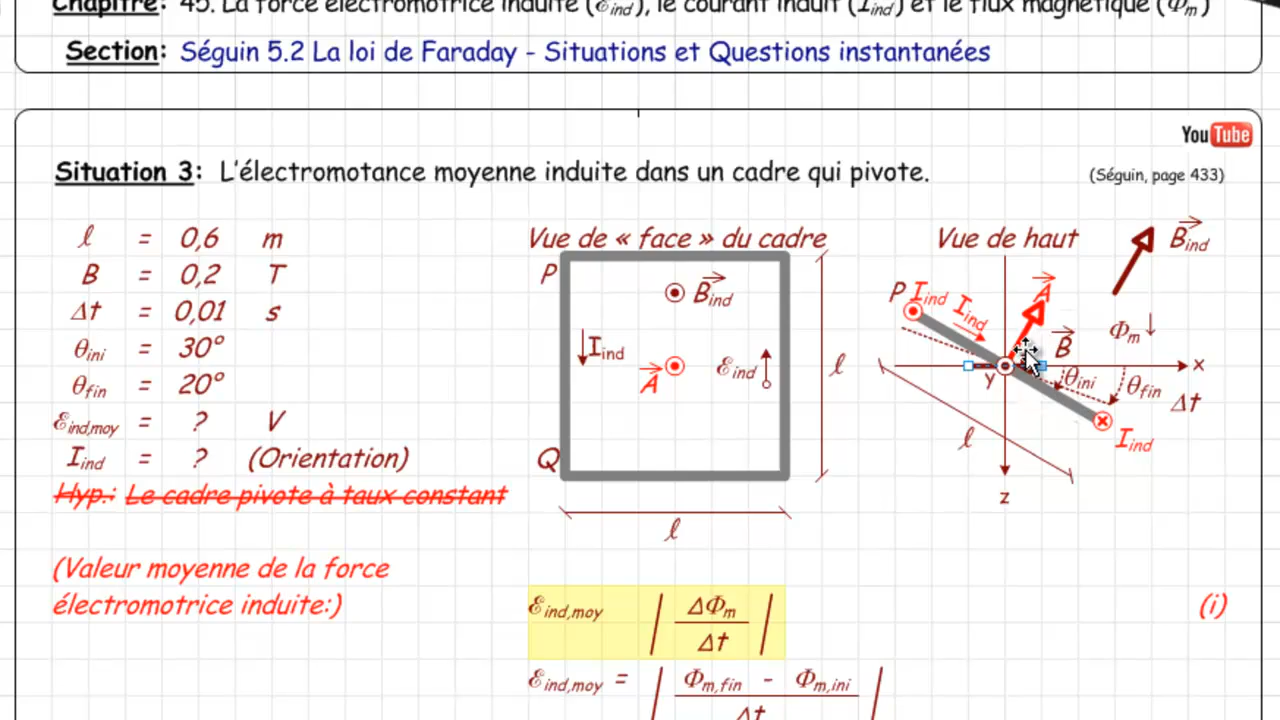 Chapitre: 45. La force électromotrice induite (ℰind), le courant induit (Iind) et le flux magnétique (Φm)
Section: Séguin 5.2 La loi de Faraday - Situations et Questions instantanées
You Tube
Situation 3: L'électromotance moyenne induite dans un cadre qui pivote.
(Séguin, page 433)
ℓ = 0,6 m
B = 0,2 T
Δt = 0,01 s
θini = 30°
θfin = 20°
ℰind,moy = ? V
Iind = ? (Orientation)
Hyp.: Le cadre pivote à taux constant
Vue de « face » du cadre
P
Bind
Iind
A
ℰind
ℓ
Q
ℓ
Vue de haut
Bind
P
Iind
Iind
A
Φm↓
B
x
y
θini
θfin
Δt
ℓ
Iind
z
(Valeur moyenne de la force
électromotrice induite:)
ℰind,moy | ΔΦm / Δt |
(i)
ℰind,moy = | Φm,fin - Φm,ini / Δt |